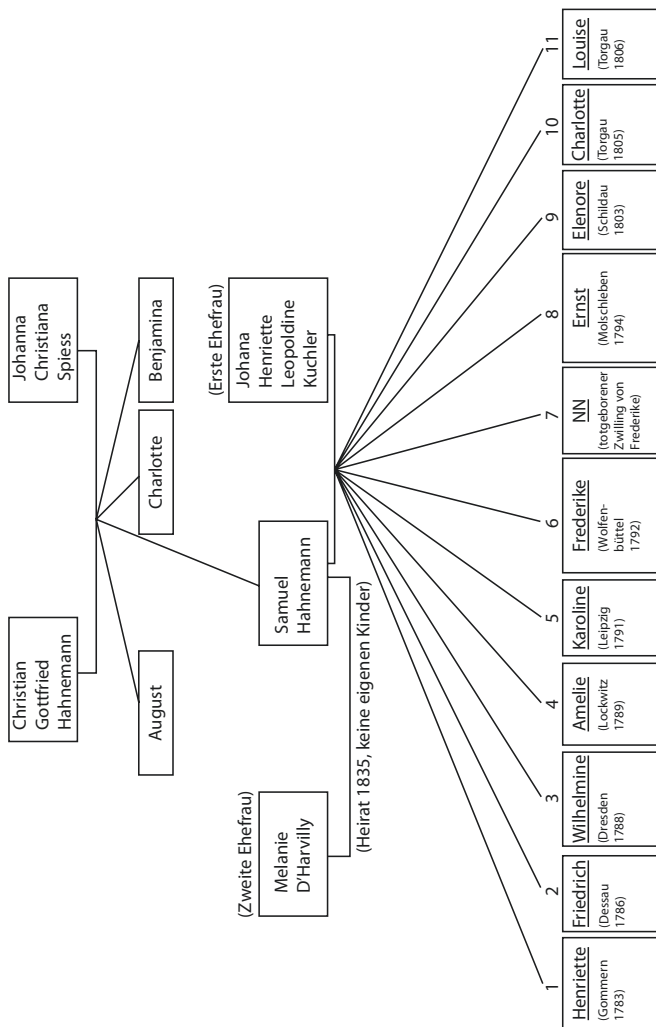 Christian
Gottfried
Hahnemann
Johanna
Christiana
Spiess
August
Charlotte
Benjamina
(Zweite Ehefrau)
Melanie
D'Harvilly
Samuel
Hahnemann
(Erste Ehefrau)
Johana
Henriette
Leopoldine
Kuchler
(Heirat 1835, keine eigenen Kinder)
1
Henriette
(Gommern
1783)
2
Friedrich
(Dessau
1786)
3
Wilhelmine
(Dresden
1788)
4
Amelie
(Lockwitz
1789)
5
Karoline
(Leipzig
1791)
6
Frederike
(Wolfen-
büttel
1792)
7
NN
(totgeborener
Zwilling von
Frederike)
8
Ernst
(Molschleben
1794)
9
Elenore
(Schildau
1803)
10
Charlotte
(Torgau
1805)
11
Louise
(Torgau
1806)